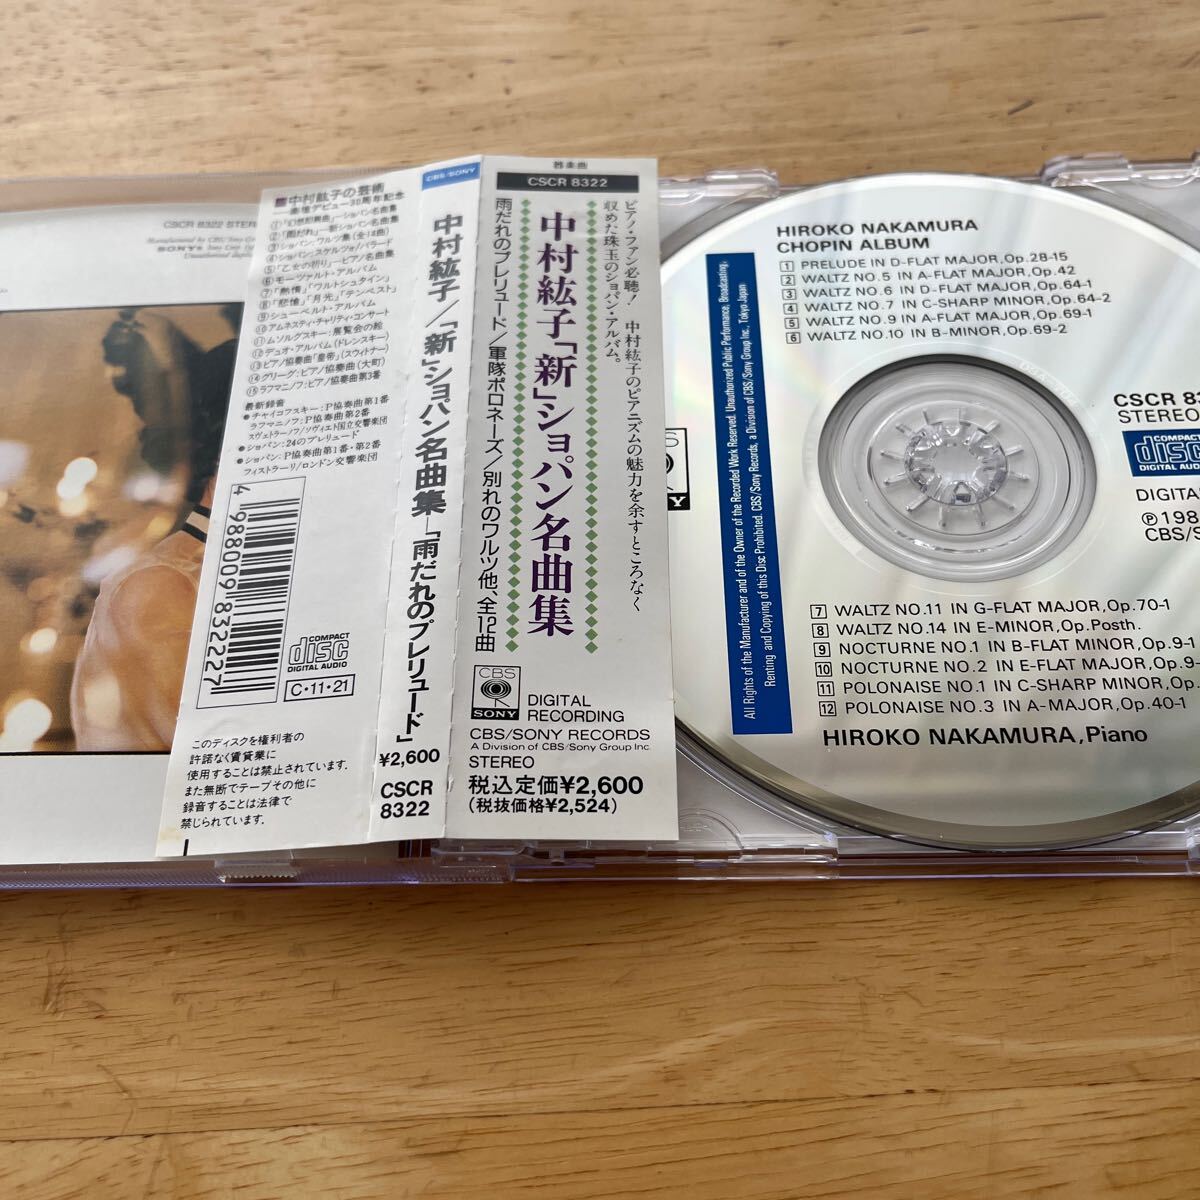 CSCR 8322 STERE
■中村紘子の芸術
楽壇デビュー30周年記念
①「幻想即興曲」―ショパン名曲集
②「雨だれ」―新ショパン名曲集
③ショパン：ワルツ集(全14曲)
④ショパン：スケルツォ/バラード
⑤「乙女の祈り」―ピアノ名曲集
⑥モーツァルト・アルバム
⑦「熱情」「ワルトシュタイン」
⑧「悲愴」「月光」「テンペスト」
⑨シューベルト・アルバム
⑩アムネスティ・チャリティ・コンサート
⑪ムソルグスキー：展覧会の絵
⑫デュオ・アルバム(ドレンスキー)
⑬ピアノ協奏曲「皇帝」(スウィトナー)
⑭グリーグ：ピアノ協奏曲(大町)
⑮ラフマニノフ：ピアノ協奏曲第3番
最新録音
●チャイコフスキー：P協奏曲第1番
ラフマニノフ：P協奏曲第2番
スヴェトラーノフ/ソヴィエト国立交響楽団
●ショパン：24のプレリュード
●ショパン：P協奏曲第1番・第2番
フィストラーリ/ロンドン交響楽団
4 988009 832227
COMPACT
disc
DIGITAL AUDIO
C・11・21
このディスクを権利者の
許諾なく賃貸業に
使用することは禁止されています。
また無断でテープその他に
録音することは法律で
禁じられています。
CBS/SONY
中村紘子/「新」ショパン名曲集―「雨だれのプレリュード」
¥2,600
CSCR
8322
器楽曲
CSCR 8322
ピアノ・ファン必聴！ 中村紘子のピアニズムの魅力を余すところなく
収めた珠玉のショパン・アルバム。
中村紘子「新」ショパン名曲集
雨だれのプレリュード/軍隊ポロネーズ/別れのワルツ他、全12曲
CBS
SONY
DIGITAL
RECORDING
CBS/SONY RECORDS
A Division of CBS/Sony Group Inc.
STEREO
税込定価¥2,600
(税抜価格¥2,524)
HIROKO NAKAMURA
CHOPIN ALBUM
1 PRELUDE IN D-FLAT MAJOR,Op.28-15
2 WALTZ NO.5 IN A-FLAT MAJOR,Op.42
3 WALTZ NO.6 IN D-FLAT MAJOR,Op.64-1
4 WALTZ NO.7 IN C-SHARP MINOR,Op.64-2
5 WALTZ NO.9 IN A-FLAT MAJOR,Op.69-1
6 WALTZ NO.10 IN B-MINOR,Op.69-2
CBS
NY
All Rights of the Manufacturer and of the Owner of the Recorded Work Reserved. Unauthorized Public Performance, Broadcasting,
Renting and Copying of this Disc Prohibited. CBS/Sony Records, a Division of CBS/Sony Group Inc., Tokyo Japan
CSCR 83
STEREO
COMPACT
disc
DIGITAL AUDIO
DIGITA
℗198
CBS/S
7 WALTZ NO.11 IN G-FLAT MAJOR,Op.70-1
8 WALTZ NO.14 IN E-MINOR,Op.Posth.
9 NOCTURNE NO.1 IN B-FLAT MINOR,Op.9-1
10 NOCTURNE NO.2 IN E-FLAT MAJOR,Op.9-
11 POLONAISE NO.1 IN C-SHARP MINOR,Op.
12 POLONAISE NO.3 IN A-MAJOR,Op.40-1
HIROKO NAKAMURA,Piano